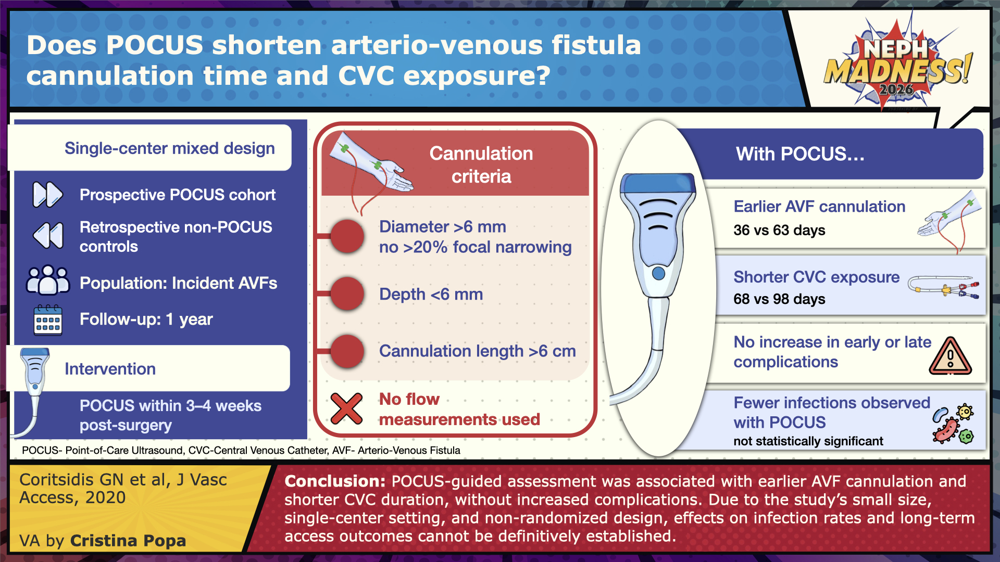 Does POCUS shorten arterio-venous fistula
cannulation time and CVC exposure?
NEPH
MADNESS!
2026
Single-center mixed design
Prospective POCUS cohort
Retrospective non-POCUS
controls
Population: Incident AVFs
Follow-up: 1 year
Intervention
POCUS within 3–4 weeks
post-surgery
Cannulation
criteria
Diameter >6 mm
no >20% focal narrowing
Depth <6 mm
Cannulation length >6 cm
No flow
measurements used
With POCUS...
Earlier AVF cannulation
36 vs 63 days
Shorter CVC exposure
68 vs 98 days
No increase in early or late
complications
Fewer infections observed
with POCUS
not statistically significant
POCUS- Point-of-Care Ultrasound, CVC-Central Venous Catheter, AVF- Arterio-Venous Fistula
Coritsidis GN et al, J Vasc
Access, 2020
VA by Cristina Popa
Conclusion: POCUS-guided assessment was associated with earlier AVF cannulation and
shorter CVC duration, without increased complications. Due to the study’s small size,
single-center setting, and non-randomized design, effects on infection rates and long-term
access outcomes cannot be definitively established.